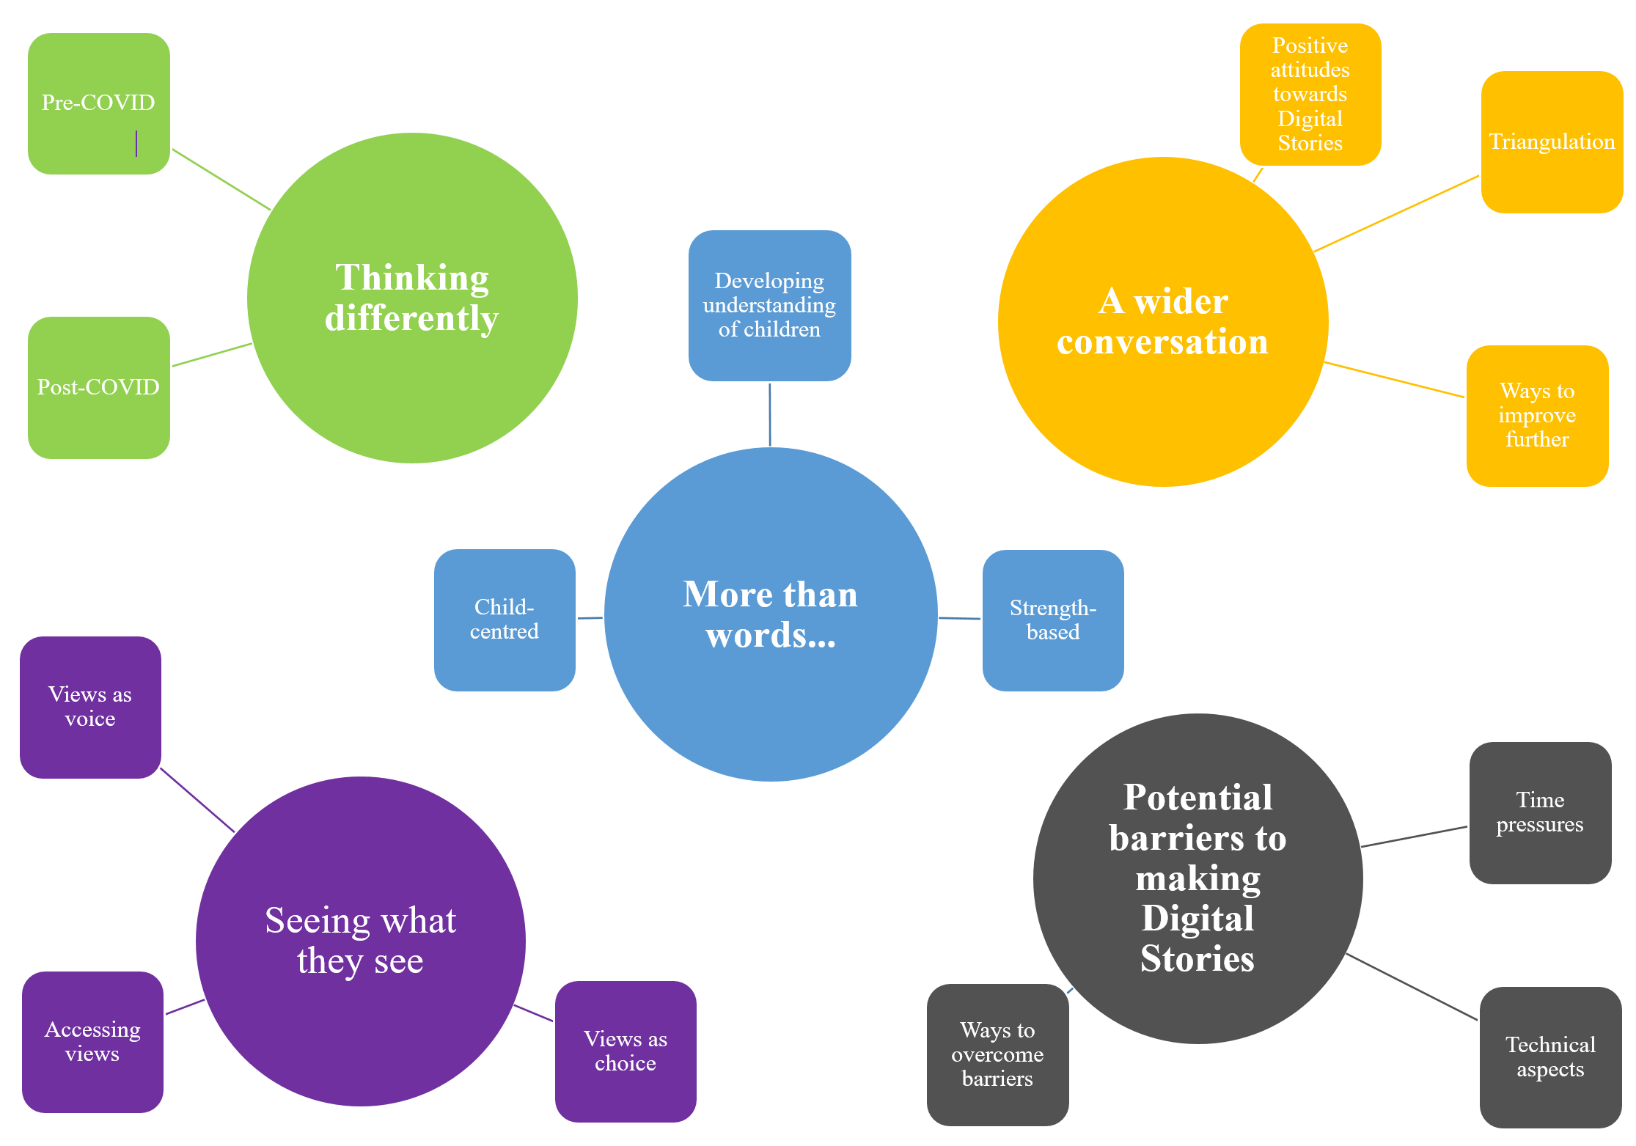 Pre-COVID
Post-COVID
Thinking
differently
Positive
attitudes
towards
Digital
Stories
Triangulation
A wider
conversation
Ways to
improve
further
Developing
understanding
of children
Child-
centred
More than
words...
Strength-
based
Views as
voice
Seeing what
they see
Accessing
views
Views as
choice
Potential
barriers to
making
Digital
Stories
Time
pressures
Ways to
overcome
barriers
Technical
aspects